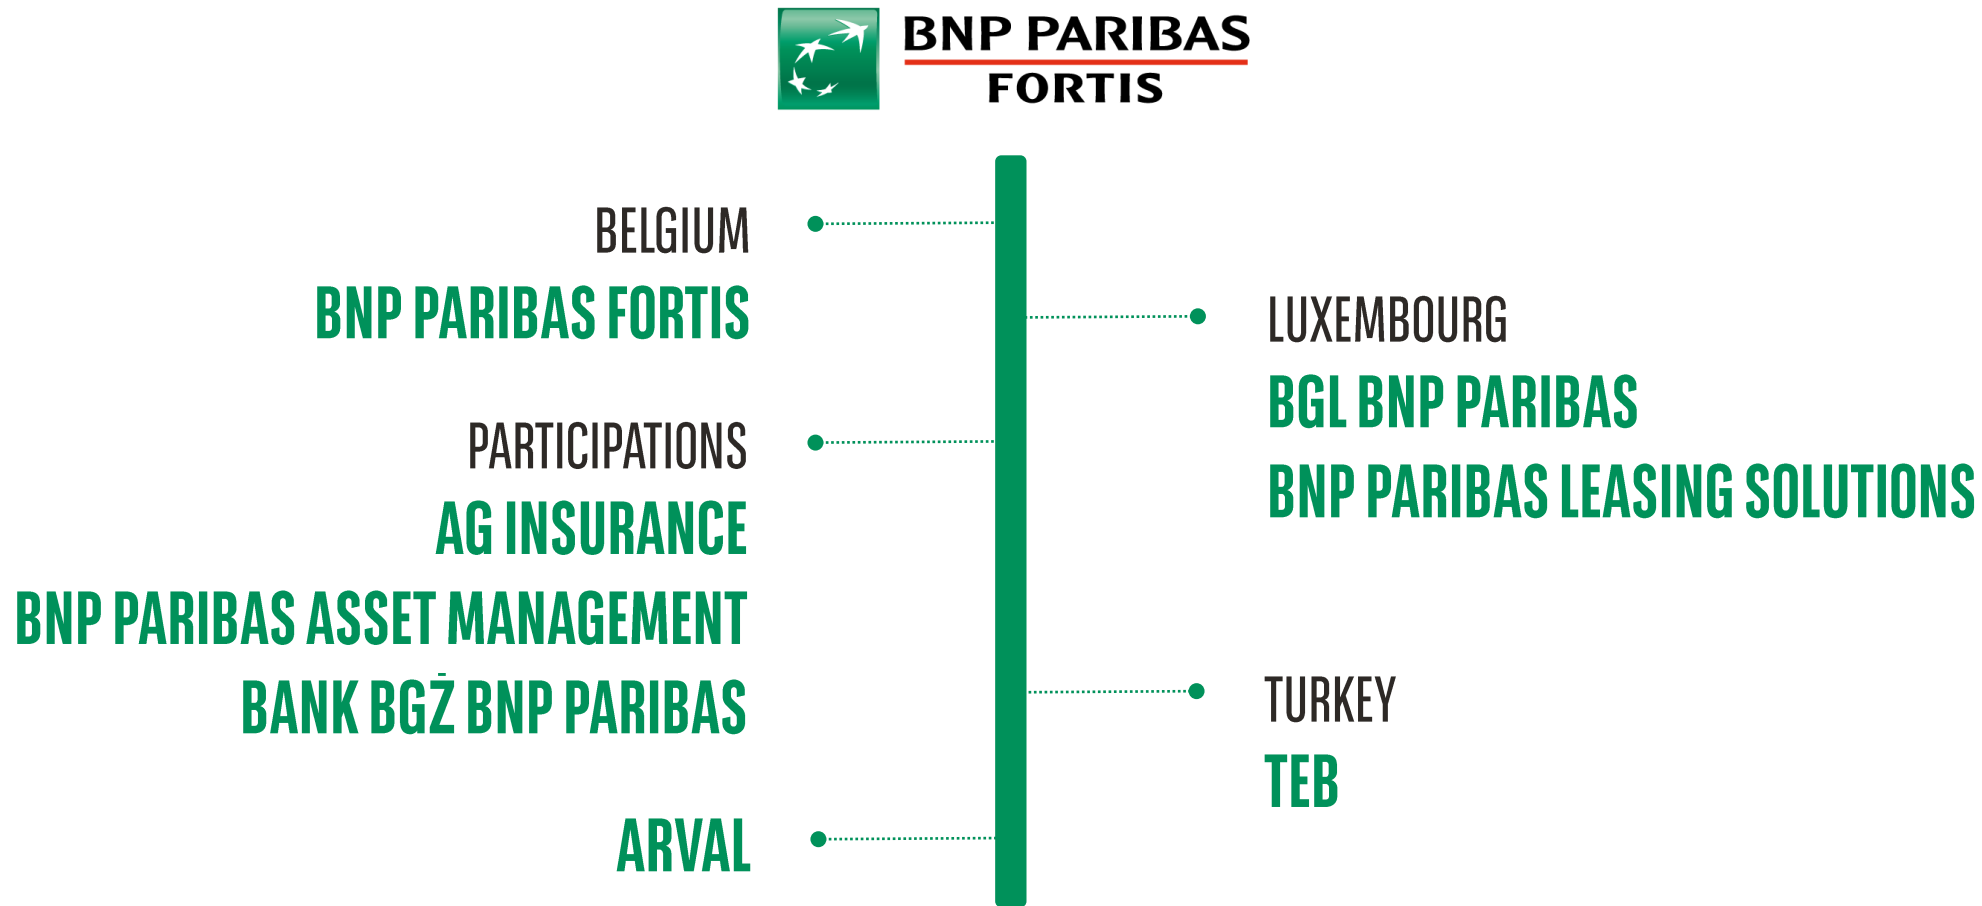 BNP PARIBAS
FORTIS
BELGIUM
BNP PARIBAS FORTIS
LUXEMBOURG
BGL BNP PARIBAS
BNP PARIBAS LEASING SOLUTIONS
PARTICIPATIONS
AG INSURANCE
BNP PARIBAS ASSET MANAGEMENT
BANK BGŻ BNP PARIBAS
TURKEY
TEB
ARVAL